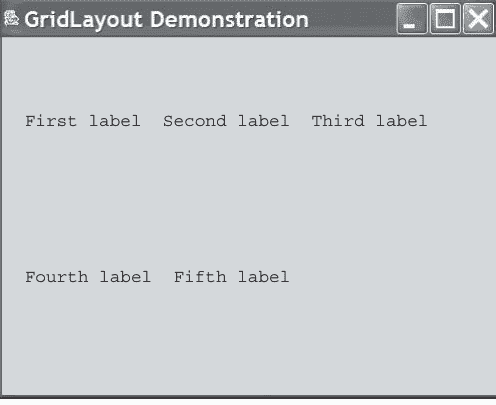 GridLayout Demonstration
First label Second label Third label
Fourth label Fifth label